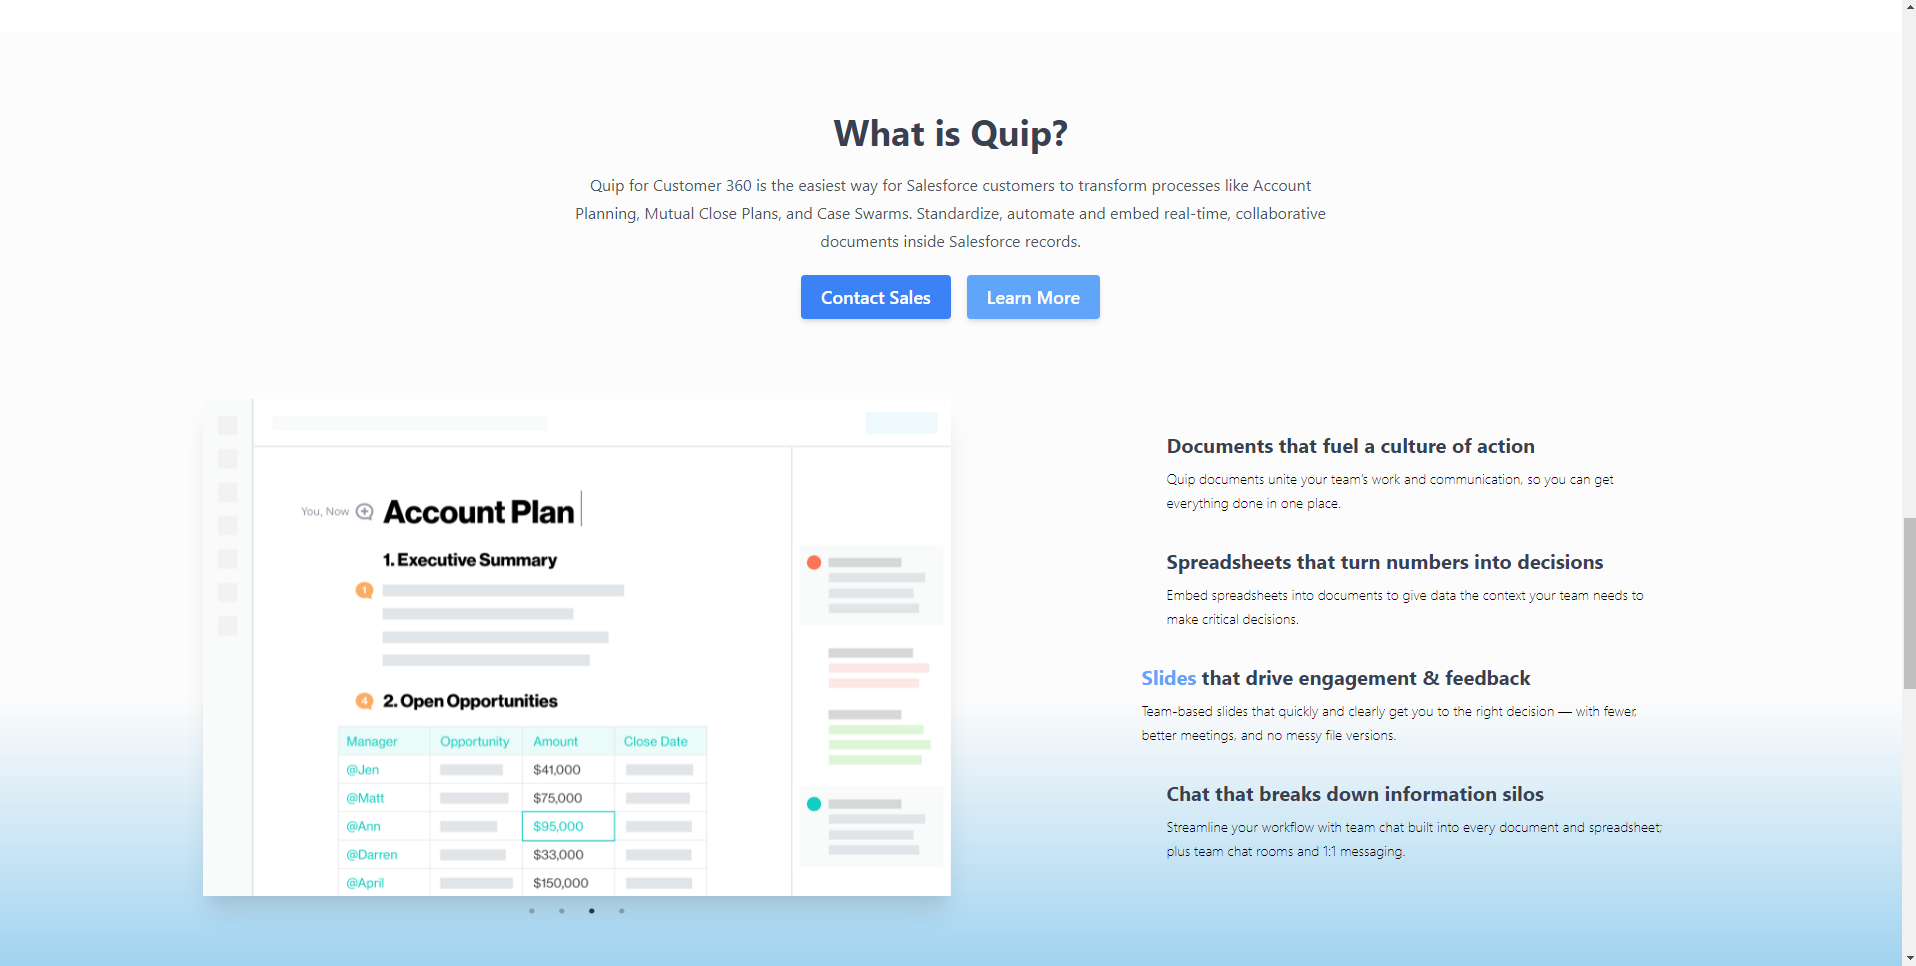 What is Quip?
Quip for Customer 360 is the easiest way for Salesforce customers to transform processes like Account
Planning, Mutual Close Plans, and Case Swarms. Standardize, automate and embed real-time, collaborative
documents inside Salesforce records.
Contact Sales
Learn More
You, Now
Account Plan
1. Executive Summary
1
4
2. Open Opportunities
Manager Opportunity Amount Close Date
@Jen $41,000
@Matt $75,000
@Ann $95,000
@Darren $33,000
@April $150,000
Documents that fuel a culture of action
Quip documents unite your team's work and communication, so you can get
everything done in one place.
Spreadsheets that turn numbers into decisions
Embed spreadsheets into documents to give data the context your team needs to
make critical decisions.
Slides that drive engagement & feedback
Team-based slides that quickly and clearly get you to the right decision — with fewer,
better meetings, and no messy file versions.
Chat that breaks down information silos
Streamline your workflow with team chat built into every document and spreadsheet;
plus team chat rooms and 1:1 messaging.